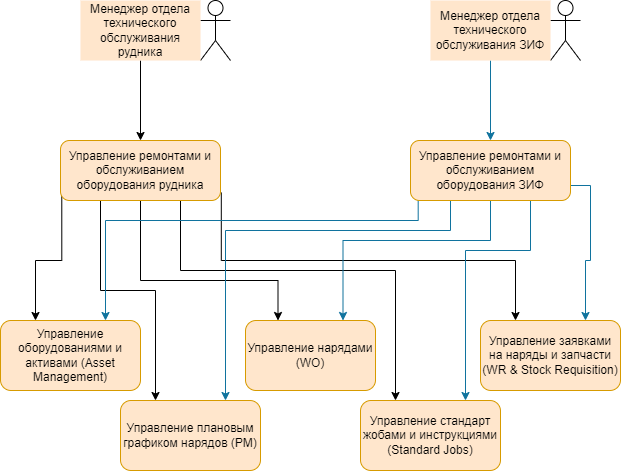 Менеджер отдела
технического
обслуживания
рудника
Менеджер отдела
технического
обслуживания ЗИФ
Управление ремонтами и
обслуживанием
оборудования рудника
Управление ремонтами и
обслуживанием
оборудования ЗИФ
Управление
оборудованиями и
активами (Asset
Management)
Управление нарядами
(WO)
Управление заявками
на наряды и запчасти
(WR & Stock Requisition)
Управление плановым
графиком нарядов (PM)
Управление стандарт
жобами и инструкциями
(Standard Jobs)